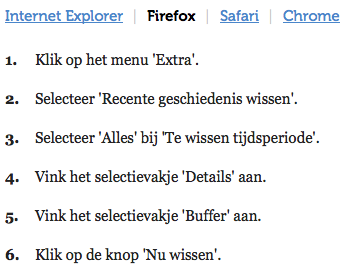 Internet Explorer | Firefox | Safari | Chrome
1. Klik op het menu 'Extra'.
2. Selecteer 'Recente geschiedenis wissen'.
3. Selecteer 'Alles' bij 'Te wissen tijdsperiode'.
4. Vink het selectievakje 'Details' aan.
5. Vink het selectievakje 'Buffer' aan.
6. Klik op de knop 'Nu wissen'.